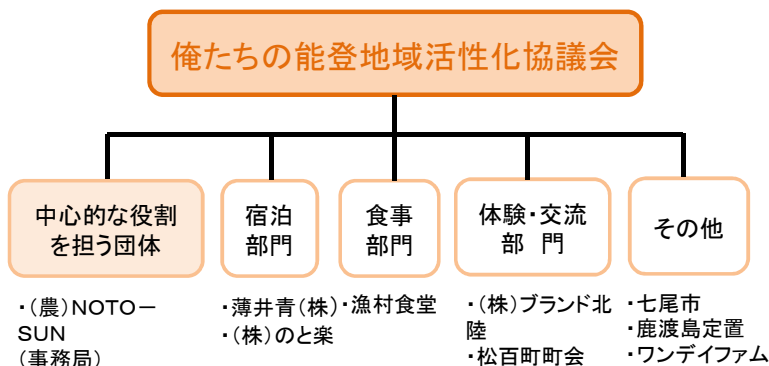 俺たちの能登地域活性化協議会
中心的な役割
を担う団体
宿泊
部門
食事
部門
体験・交流
部 門
その他
・(農)NOTO－
SUN
(事務局)
・薄井青(株)
・(株)のと楽
・漁村食堂
・(株)ブランド北
陸
・松百町町会
・七尾市
・鹿渡島定置
・ワンデイファム